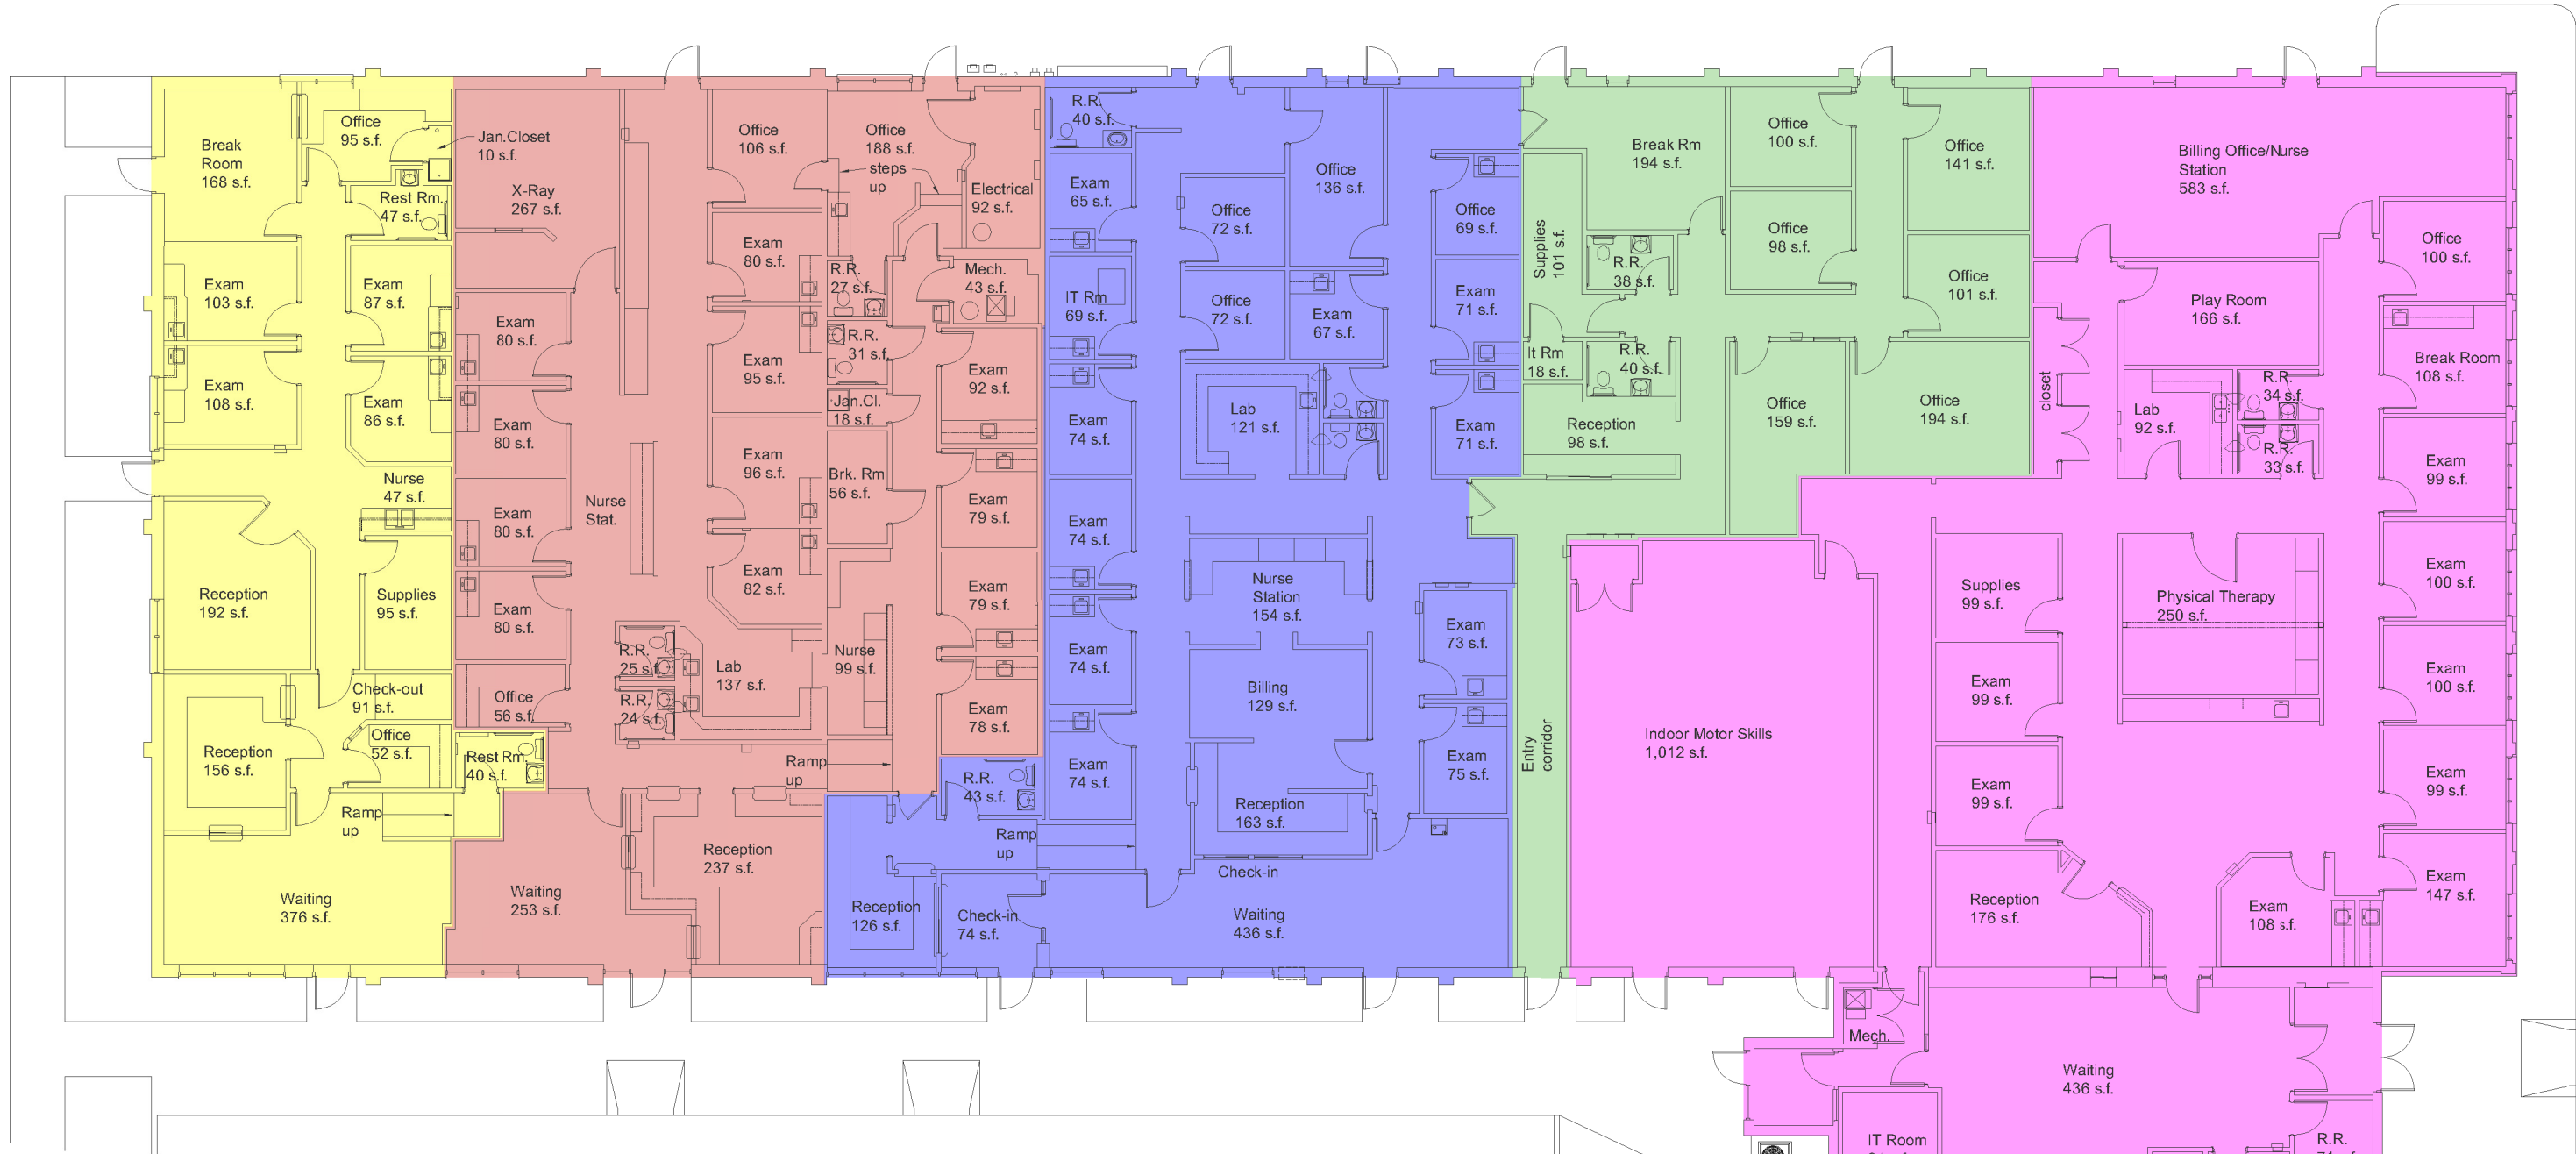 Break
Room
168 s.f.
Office
95 s.f.
Jan.Closet
10 s.f.
Rest Rm.
47 s.f.
Exam
103 s.f.
Exam
87 s.f.
Exam
108 s.f.
Exam
86 s.f.
Nurse
47 s.f.
Reception
192 s.f.
Supplies
95 s.f.
Check-out
91 s.f.
Office
52 s.f.
Reception
156 s.f.
Rest Rm.
40 s.f.
Ramp
up
Waiting
376 s.f.
X-Ray
267 s.f.
Office
106 s.f.
Office
188 s.f.
steps
up
Electrical
92 s.f.
Exam
80 s.f.
R.R.
27 s.f.
Mech.
43 s.f.
Exam
80 s.f.
Exam
95 s.f.
R.R.
31 s.f.
Exam
92 s.f.
Jan.Cl.
18 s.f.
Exam
80 s.f.
Exam
96 s.f.
Brk. Rm
56 s.f.
Exam
80 s.f.
Nurse
Stat.
Exam
79 s.f.
Exam
82 s.f.
Exam
79 s.f.
Exam
80 s.f.
R.R.
25 s.f.
Lab
137 s.f.
Nurse
99 s.f.
Office
56 s.f.
R.R.
24 s.f.
Exam
78 s.f.
Ramp
up
Waiting
253 s.f.
Reception
237 s.f.
R.R.
40 s.f.
Exam
65 s.f.
Office
72 s.f.
Office
136 s.f.
Office
69 s.f.
IT Rm
69 s.f.
Office
72 s.f.
Exam
67 s.f.
Exam
71 s.f.
Exam
74 s.f.
Lab
121 s.f.
Exam
71 s.f.
Exam
74 s.f.
Nurse
Station
154 s.f.
Exam
73 s.f.
Exam
74 s.f.
Billing
129 s.f.
Exam
74 s.f.
Exam
75 s.f.
R.R.
43 s.f.
Reception
163 s.f.
Ramp
up
Check-in
Reception
126 s.f.
Check-in
74 s.f.
Waiting
436 s.f.
Break Rm
194 s.f.
Office
100 s.f.
Office
141 s.f.
Supplies
101 s.f.
R.R.
38 s.f.
Office
98 s.f.
Office
101 s.f.
It Rm
18 s.f.
R.R.
40 s.f.
Reception
98 s.f.
Office
159 s.f.
Office
194 s.f.
Entry
corridor
Billing Office/Nurse
Station
583 s.f.
Office
100 s.f.
Play Room
166 s.f.
closet
Break Room
108 s.f.
Lab
92 s.f.
R.R.
34 s.f.
R.R.
33 s.f.
Exam
99 s.f.
Supplies
99 s.f.
Physical Therapy
250 s.f.
Exam
100 s.f.
Exam
99 s.f.
Exam
100 s.f.
Indoor Motor Skills
1,012 s.f.
Exam
99 s.f.
Exam
99 s.f.
Reception
176 s.f.
Exam
108 s.f.
Exam
147 s.f.
Mech.
Waiting
436 s.f.
IT Room
R.R.